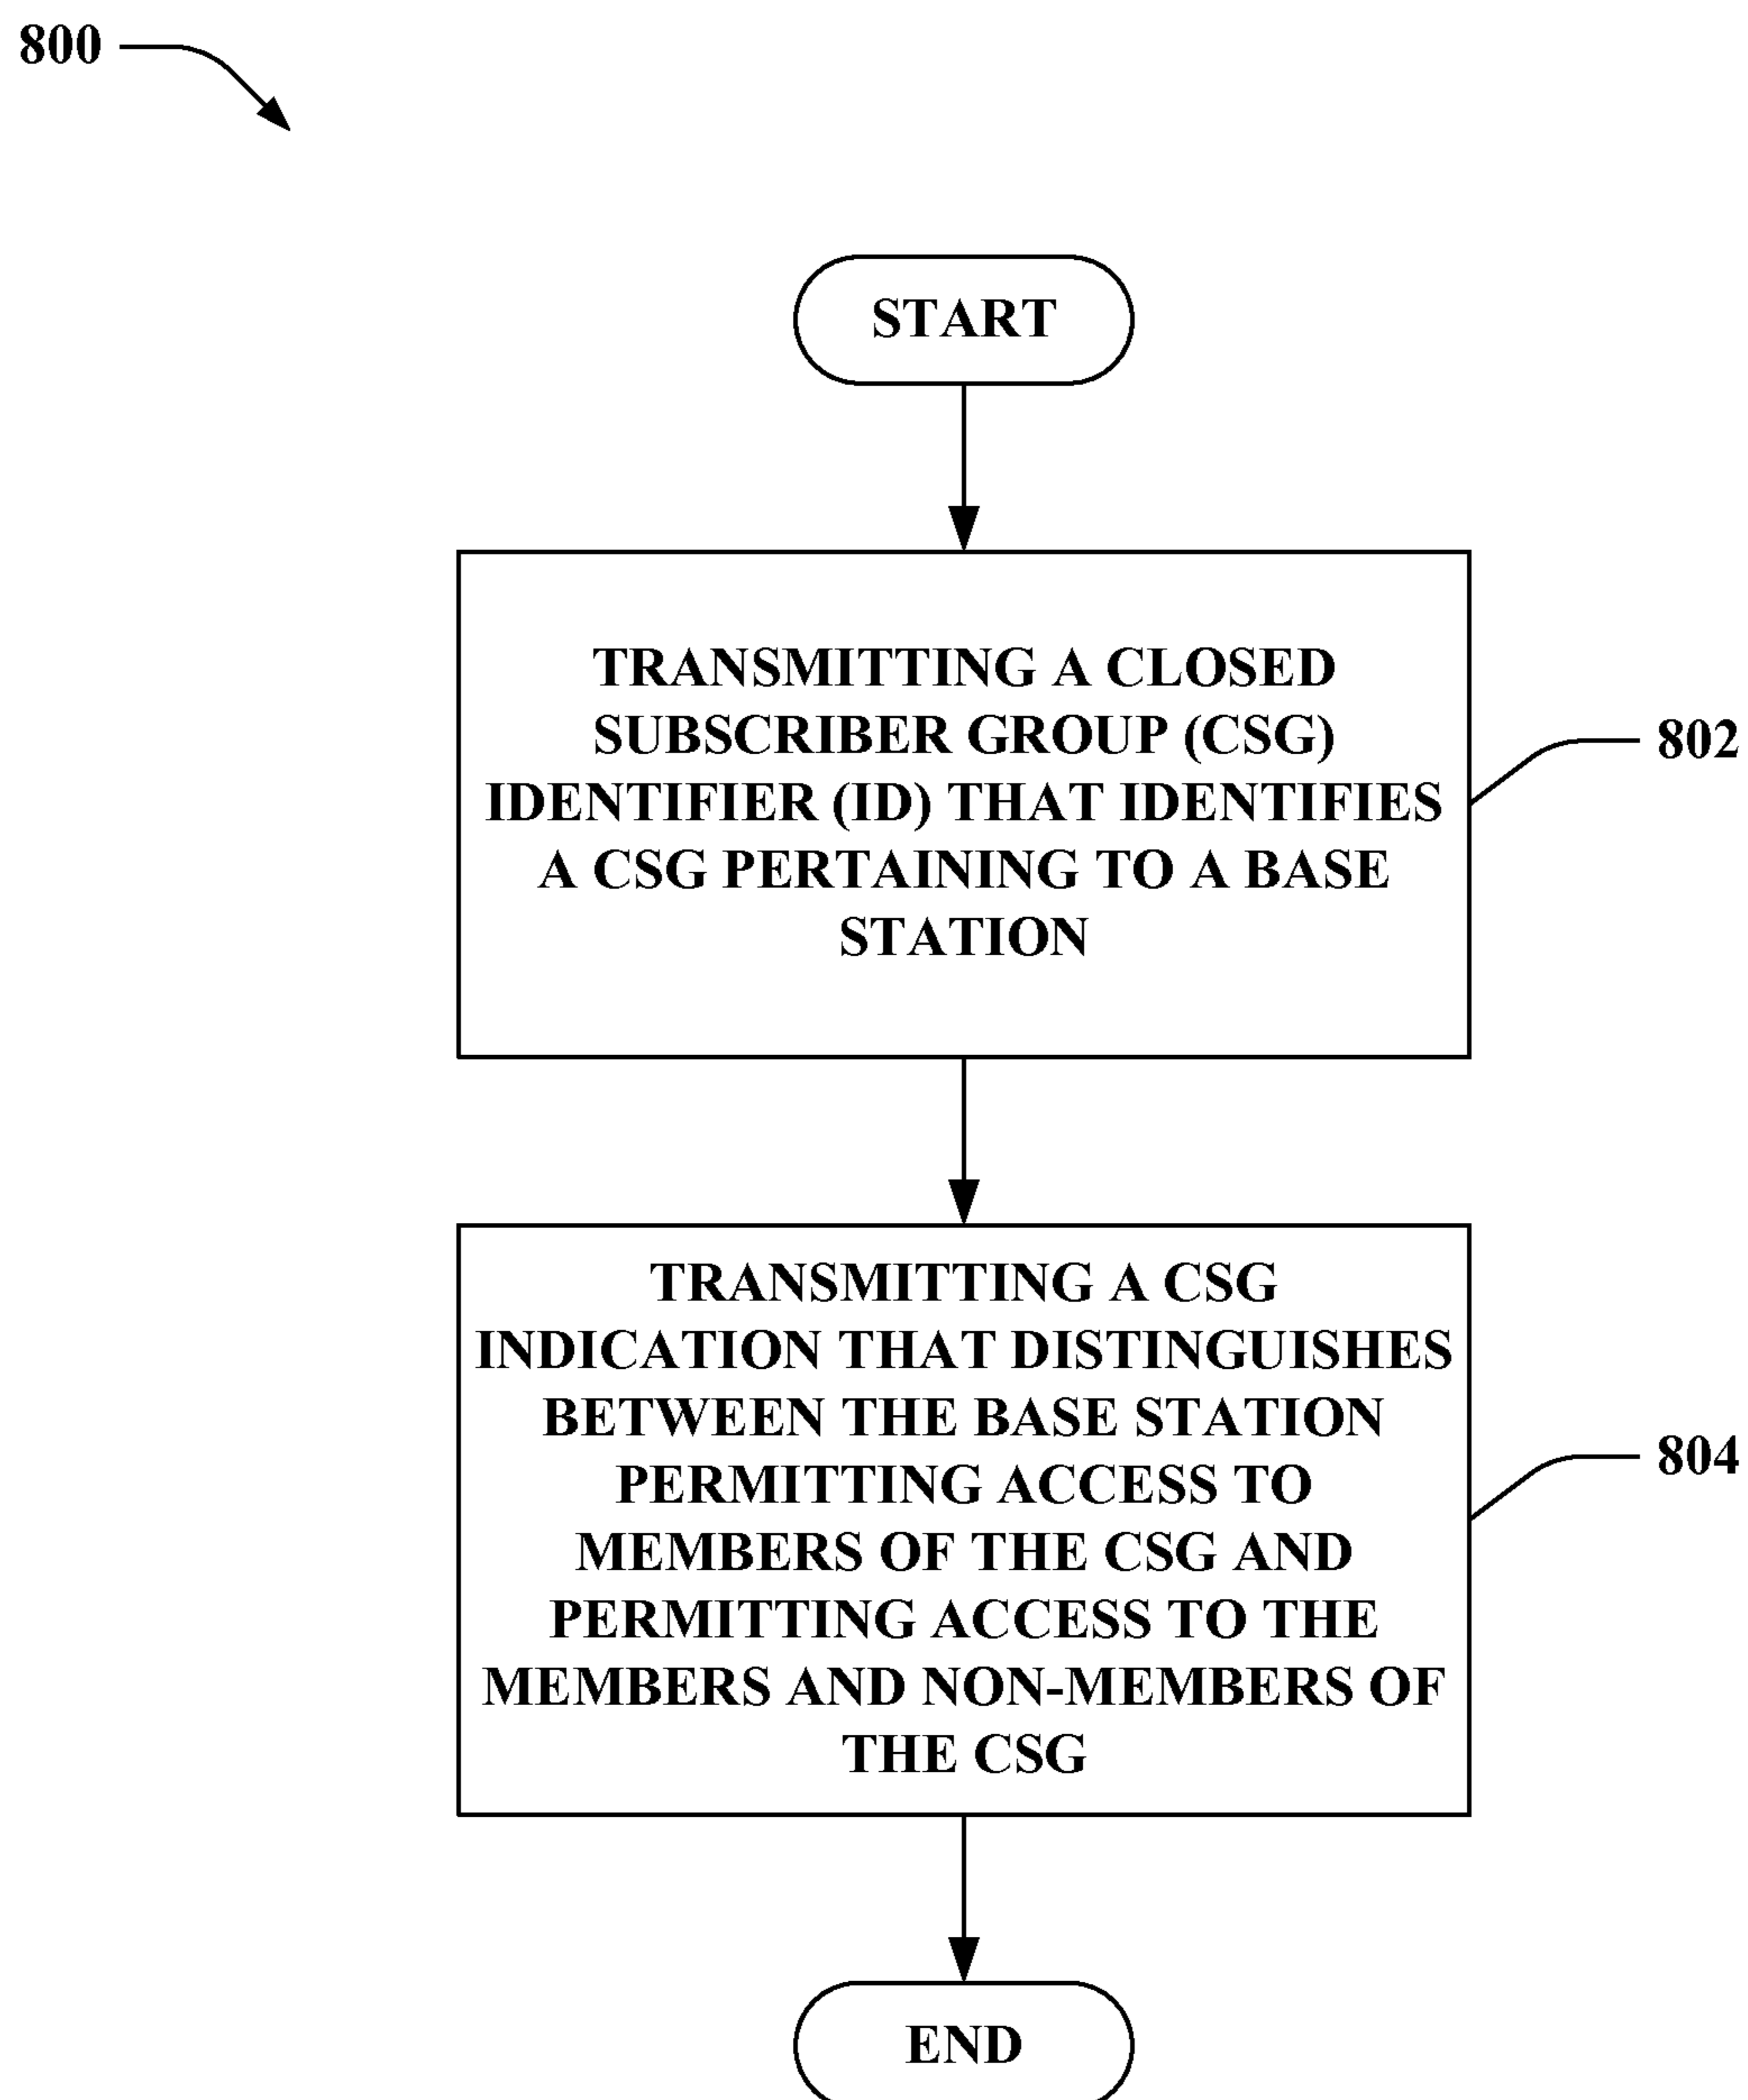 800
START
TRANSMITTING A CLOSED
SUBSCRIBER GROUP (CSG)
IDENTIFIER (ID) THAT IDENTIFIES
A CSG PERTAINING TO A BASE
STATION
802
TRANSMITTING A CSG
INDICATION THAT DISTINGUISHES
BETWEEN THE BASE STATION
PERMITTING ACCESS TO
MEMBERS OF THE CSG AND
PERMITTING ACCESS TO THE
MEMBERS AND NON-MEMBERS OF
THE CSG
804
END